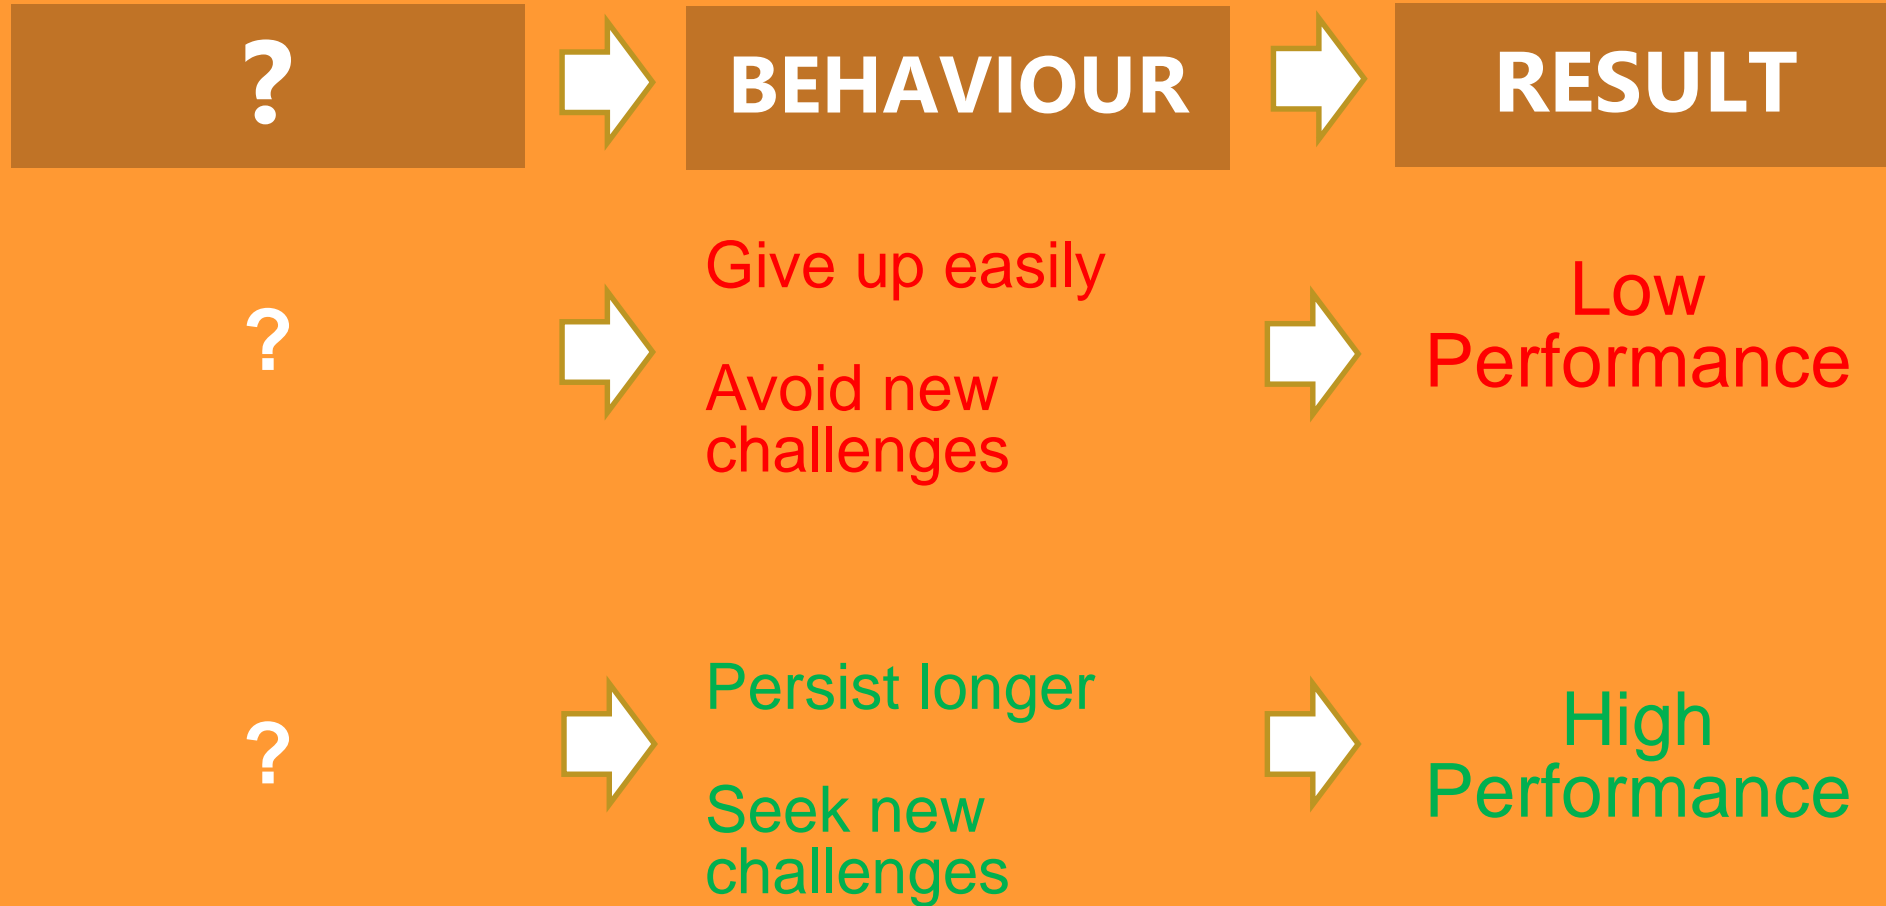 ?
BEHAVIOUR
RESULT
?
Give up easily
Avoid new
challenges
Low
Performance
?
Persist longer
Seek new
challenges
High
Performance